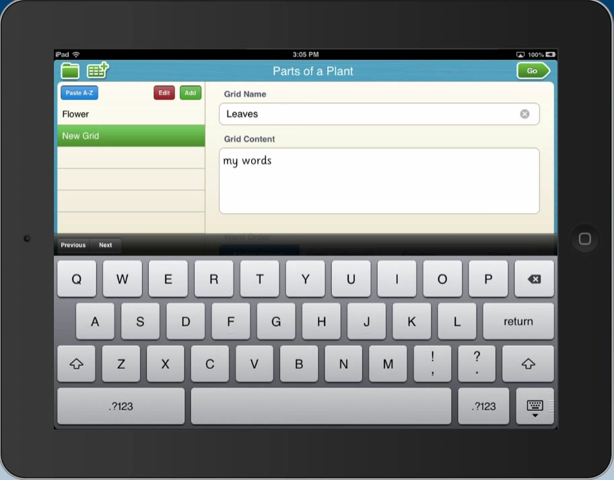 iPad
3:05 PM
100%
Parts of a Plant
Go
Paste A-Z
Edit
Add
Grid Name
Flower
Leaves
New Grid
Grid Content
my words
Previous
Next
Q W E R T Y U I O P
A S D F G H J K L return
Z X C V B N M ! , ? .
.?123 .?123